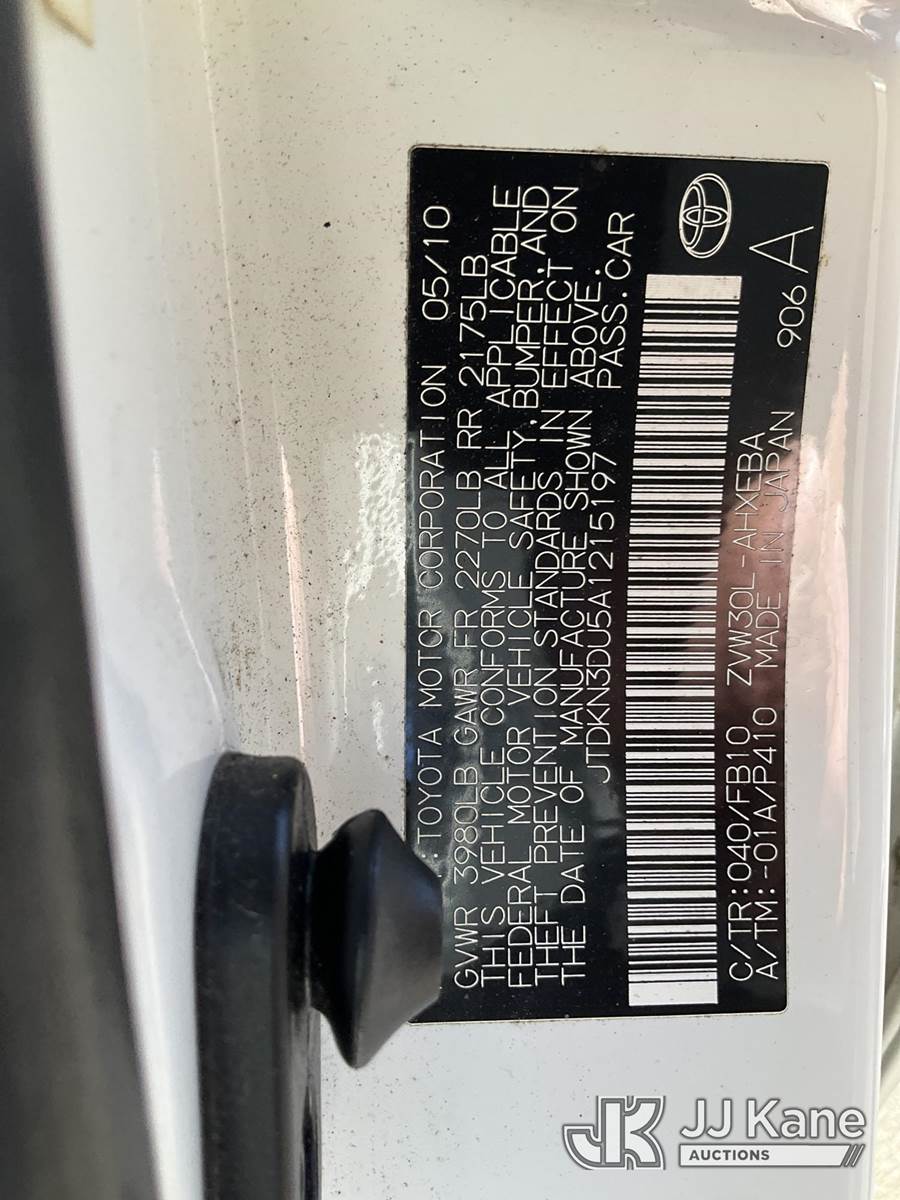 .TOYOTA MOTOR CORPORATION 05/10
GVWR 3980LB GAWR FR 2270LB RR 2175LB
THIS VEHICLE CONFORMS TO ALL APPLICABLE
FEDERAL MOTOR VEHICLE SAFETY,BUMPER,AND
THEFT PREVENTION STANDARDS IN EFFECT ON
THE DATE OF MANUFACTURE SHOWN ABOVE.
JTDKN3DU5A1215197 PASS.CAR
C/TR:040/FB10 ZVW30L-AHXEBA
A/TM:-01A/P410 MADE IN JAPAN 906 A
JK JJ Kane
AUCTIONS